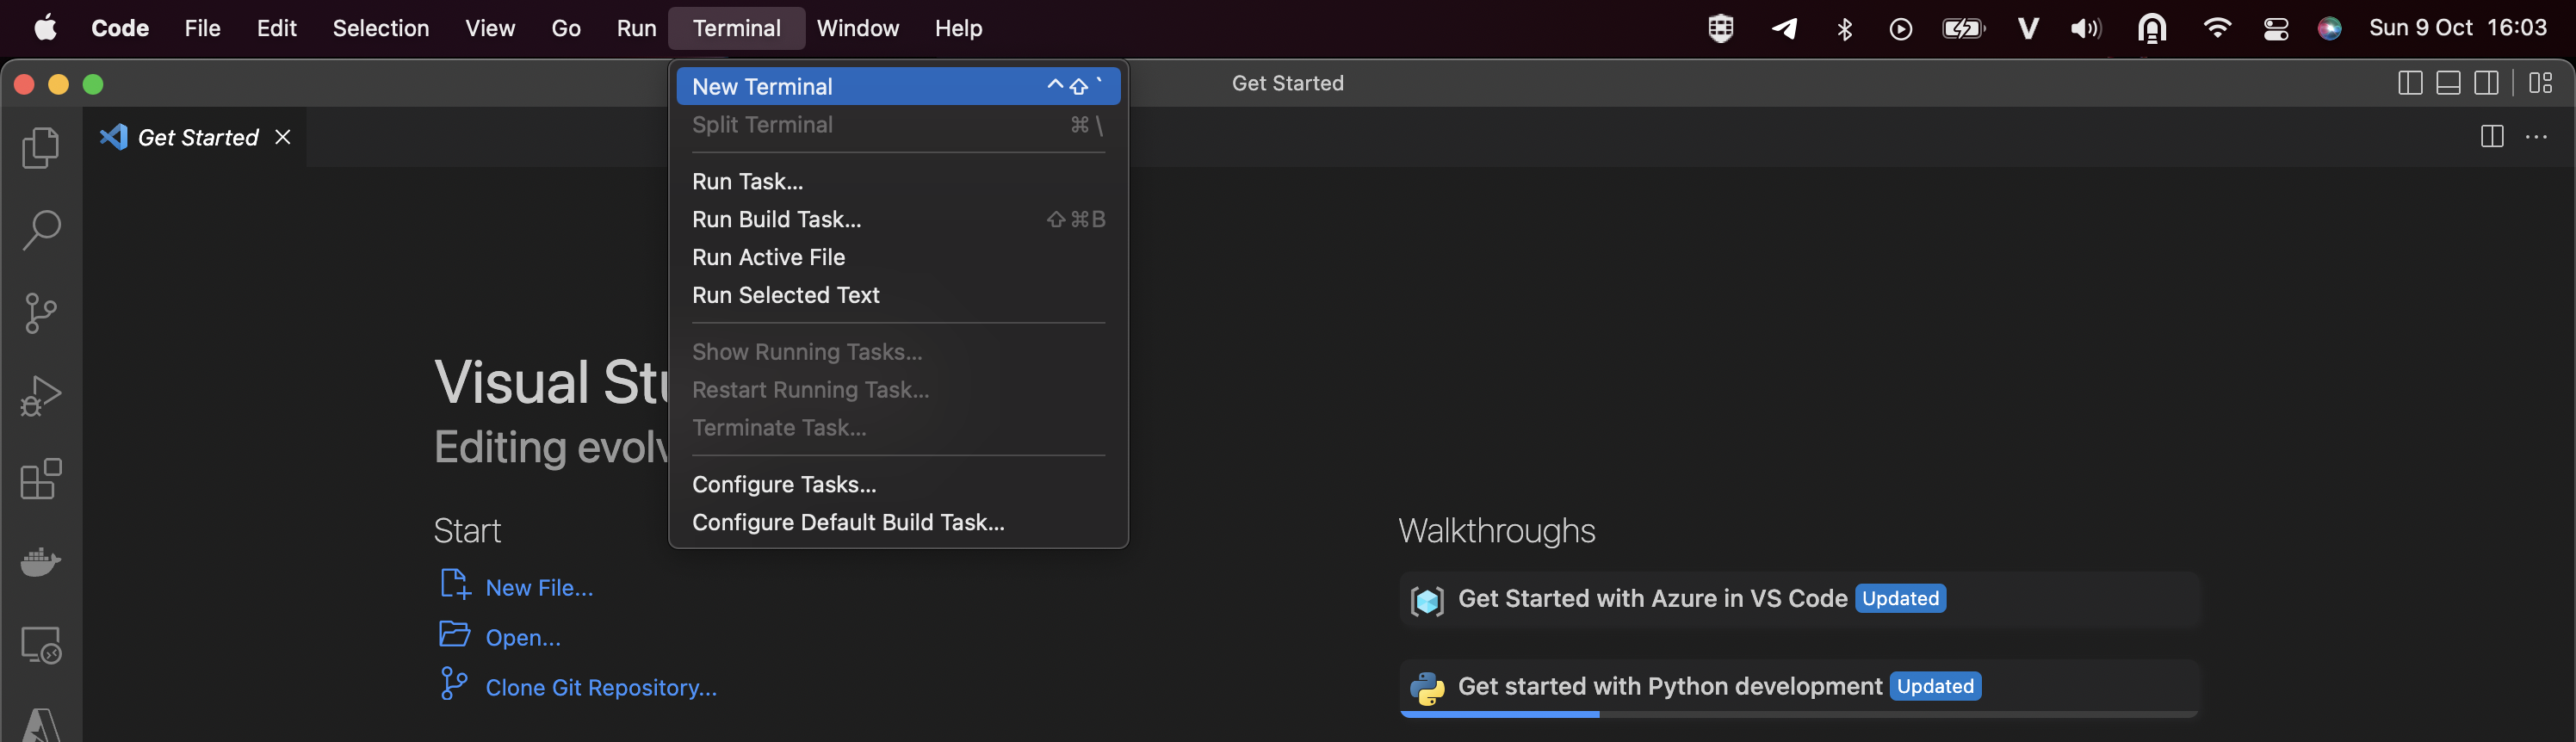 Code File Edit Selection View Go Run Terminal Window Help Sun 9 Oct 16:03
Get Started
New Terminal ^⇧`
Split Terminal ⌘\
Get Started
Run Task...
Run Build Task... ⇧⌘B
Run Active File
Run Selected Text
Show Running Tasks...
Restart Running Task...
Terminate Task...
Configure Tasks...
Configure Default Build Task...
Visual Stu
Editing evolv
Start
New File...
Open...
Clone Git Repository...
Walkthroughs
Get Started with Azure in VS Code Updated
Get started with Python development Updated